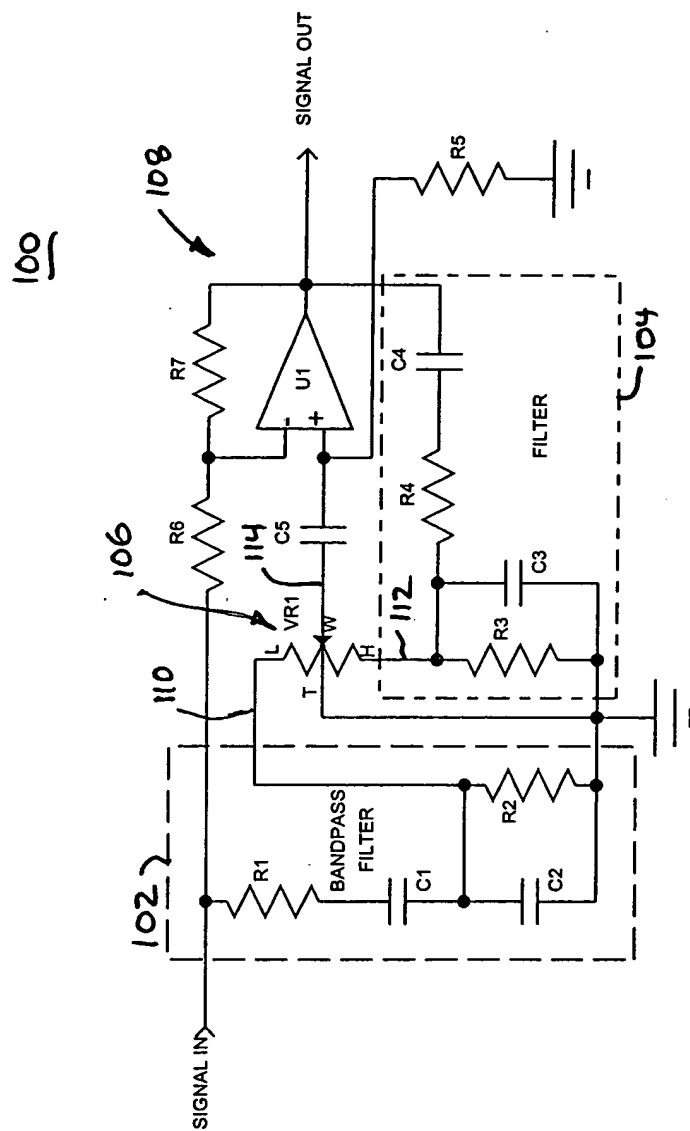 100
108
SIGNAL OUT
R7
U1
-
+
R6
106
VR1
114
C5
R5
L
W
T
H
112
110
C4
R4
C3
R3
FILTER
104
102
SIGNAL IN
R1
BANDPASS
FILTER
C1
C2
R2